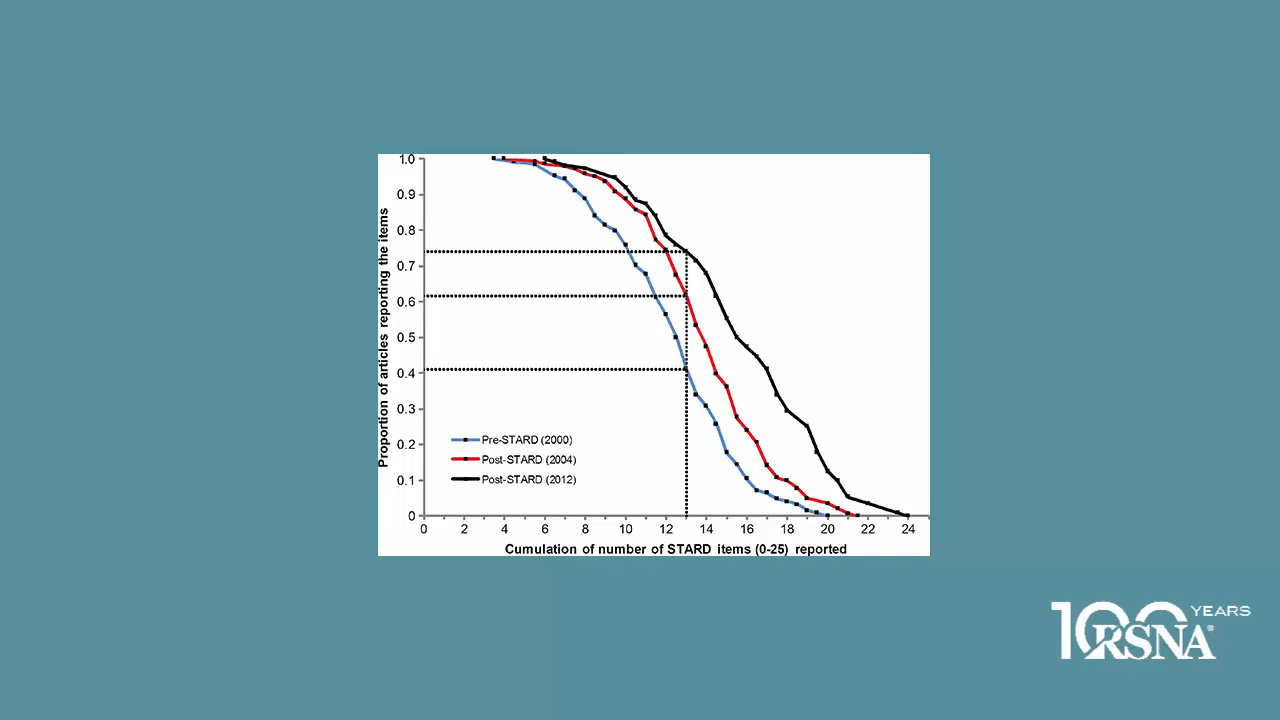 Proportion of articles reporting the items
1.0
0.9
0.8
0.7
0.6
0.5
0.4
0.3
0.2
0.1
0
Pre-STARD (2000)
Post-STARD (2004)
Post-STARD (2012)
0 2 4 6 8 10 12 14 16 18 20 22 24
Cumulation of number of STARD items (0-25) reported
100 YEARS
RSNA®